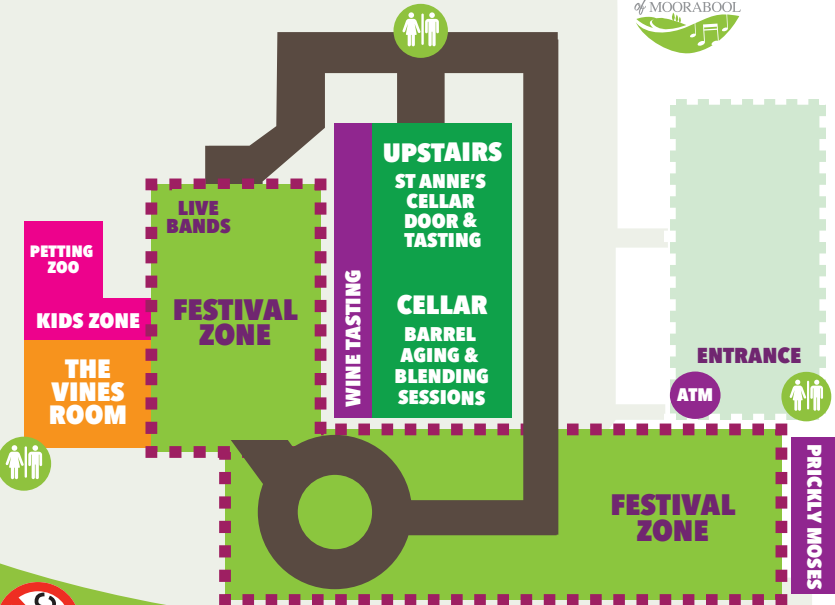 of MOORABOOL
UPSTAIRS
ST ANNE'S
CELLAR
DOOR &
TASTING
LIVE
BANDS
PETTING
ZOO
KIDS ZONE
FESTIVAL
ZONE
WINE TASTING
CELLAR
BARREL
AGING &
BLENDING
SESSIONS
THE
VINES
ROOM
ENTRANCE
ATM
FESTIVAL
ZONE
PRICKLY MOSES